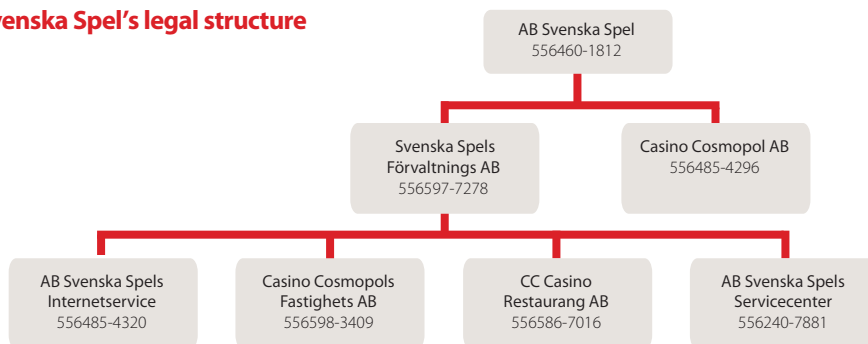 venska Spel's legal structure
AB Svenska Spel
556460-1812
Svenska Spels
Förvaltnings AB
556597-7278
Casino Cosmopol AB
556485-4296
AB Svenska Spels
Internetservice
556485-4320
Casino Cosmopols
Fastighets AB
556598-3409
CC Casino
Restaurang AB
556586-7016
AB Svenska Spels
Servicecenter
556240-7881